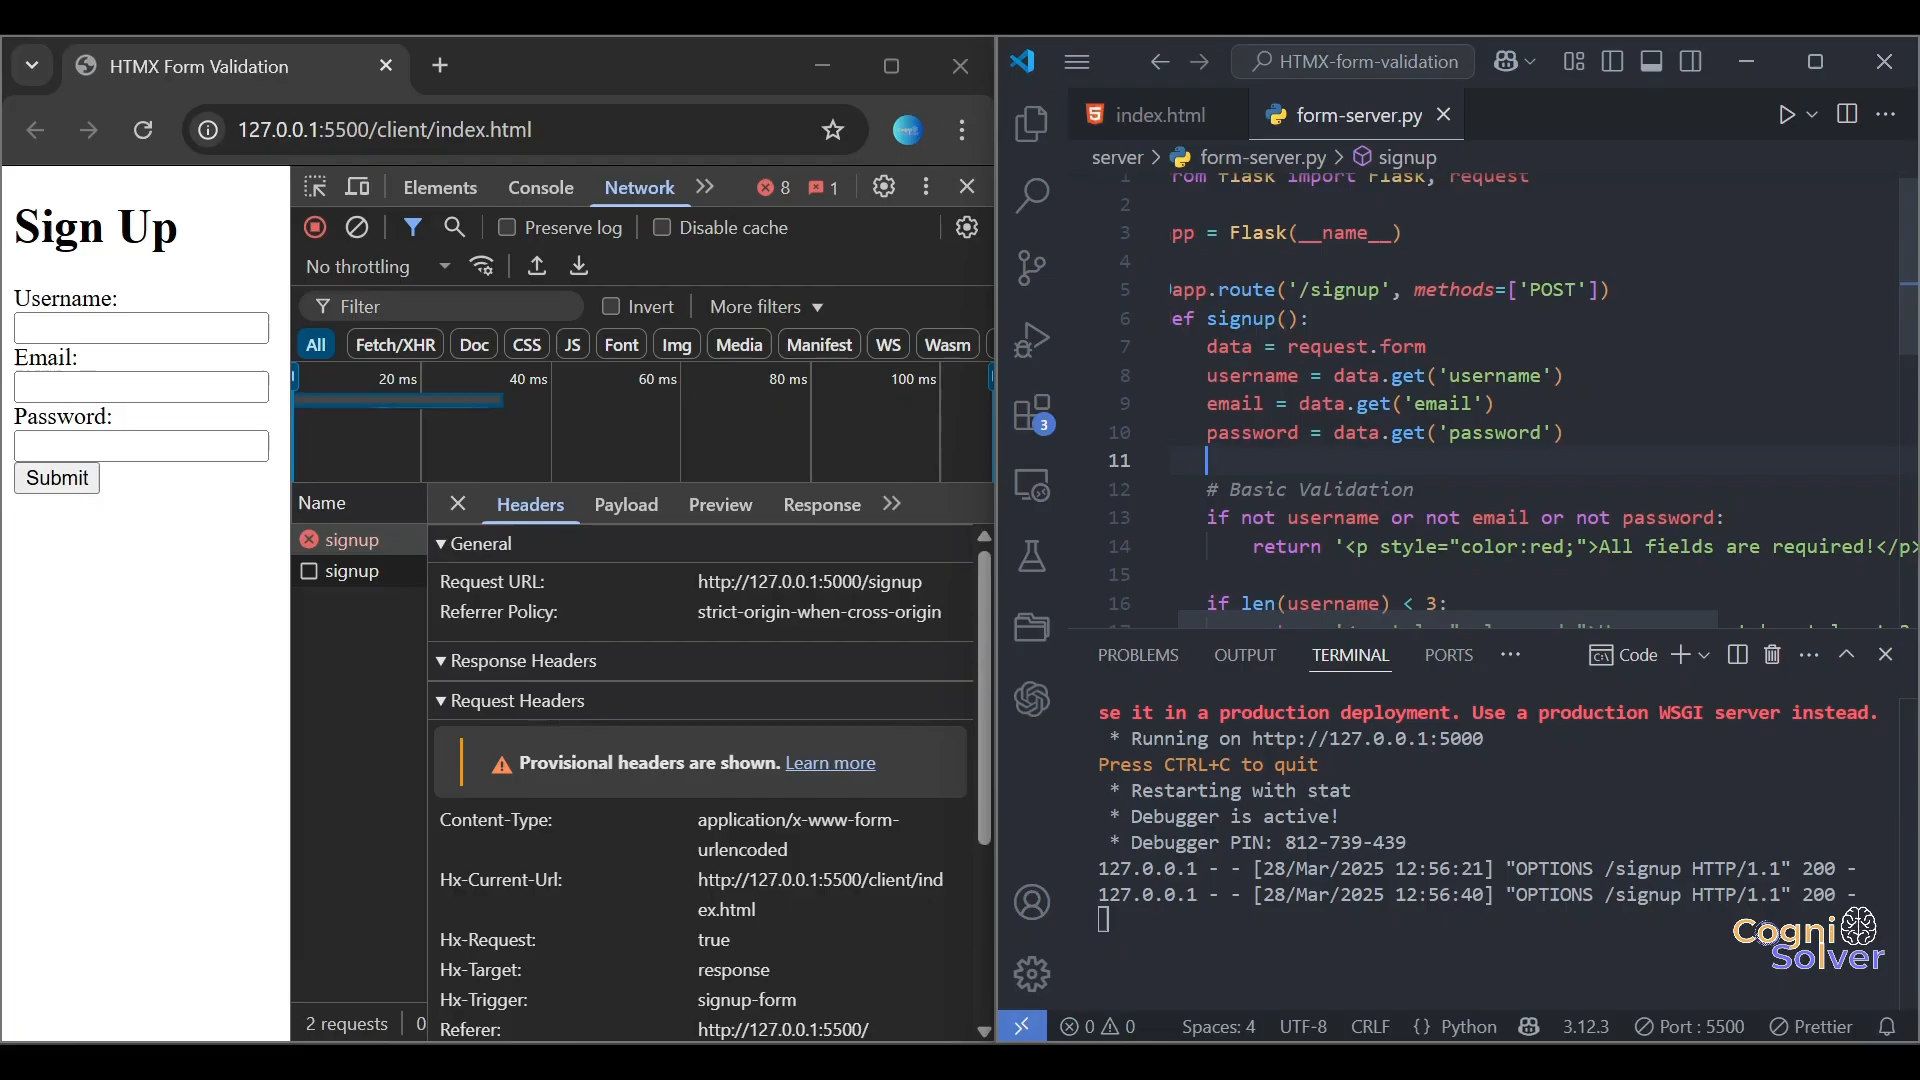 HTMX Form Validation
127.0.0.1:5500/client/index.html
Sign Up
Username:
Email:
Password:
Submit
Elements Console Network 8 1
Preserve log Disable cache
No throttling
Filter Invert More filters
All Fetch/XHR Doc CSS JS Font Img Media Manifest WS Wasm
20 ms 40 ms 60 ms 80 ms 100 ms
Name
signup
signup
2 requests 0
Headers Payload Preview Response
General
Request URL: http://127.0.0.1:5000/signup
Referrer Policy: strict-origin-when-cross-origin
Response Headers
Request Headers
Provisional headers are shown. Learn more
Content-Type: application/x-www-form-
urlencoded
Hx-Current-Url: http://127.0.0.1:5500/client/ind
ex.html
Hx-Request: true
Hx-Target: response
Hx-Trigger: signup-form
Referer: http://127.0.0.1:5500/
HTMX-form-validation
index.html form-server.py
server > form-server.py > signup
1 rom flask import Flask, request
2
3 pp = Flask(__name__)
4
5 app.route('/signup', methods=['POST'])
6 ef signup():
7 data = request.form
8 username = data.get('username')
9 email = data.get('email')
10 password = data.get('password')
11
12 # Basic Validation
13 if not username or not email or not password:
14 return '<p style="color:red;">All fields are required!</p>
15
16 if len(username) < 3:
PROBLEMS OUTPUT TERMINAL PORTS Code
3
se it in a production deployment. Use a production WSGI server instead.
* Running on http://127.0.0.1:5000
Press CTRL+C to quit
* Restarting with stat
* Debugger is active!
* Debugger PIN: 812-739-439
127.0.0.1 - - [28/Mar/2025 12:56:21] "OPTIONS /signup HTTP/1.1" 200 -
127.0.0.1 - - [28/Mar/2025 12:56:40] "OPTIONS /signup HTTP/1.1" 200 -
Cogni
Solver
0 0 Spaces: 4 UTF-8 CRLF {} Python 3.12.3 Port : 5500 Prettier